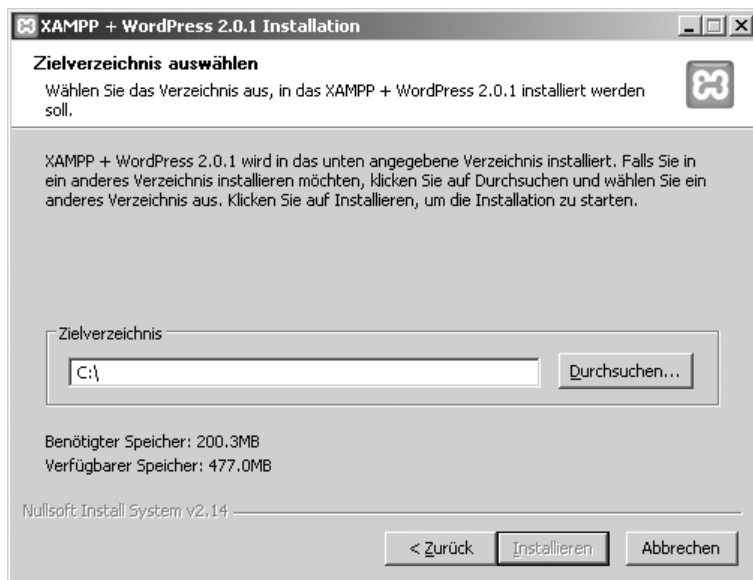 XAMPP + WordPress 2.0.1 Installation
Zielverzeichnis auswählen
Wählen Sie das Verzeichnis aus, in das XAMPP + WordPress 2.0.1 installiert werden
soll.
XAMPP + WordPress 2.0.1 wird in das unten angegebene Verzeichnis installiert. Falls Sie in
ein anderes Verzeichnis installieren möchten, klicken Sie auf Durchsuchen und wählen Sie ein
anderes Verzeichnis aus. Klicken Sie auf Installieren, um die Installation zu starten.
Zielverzeichnis
C:\
Durchsuchen...
Benötigter Speicher: 200.3MB
Verfügbarer Speicher: 477.0MB
Nullsoft Install System v2.14
< Zurück
Installieren
Abbrechen